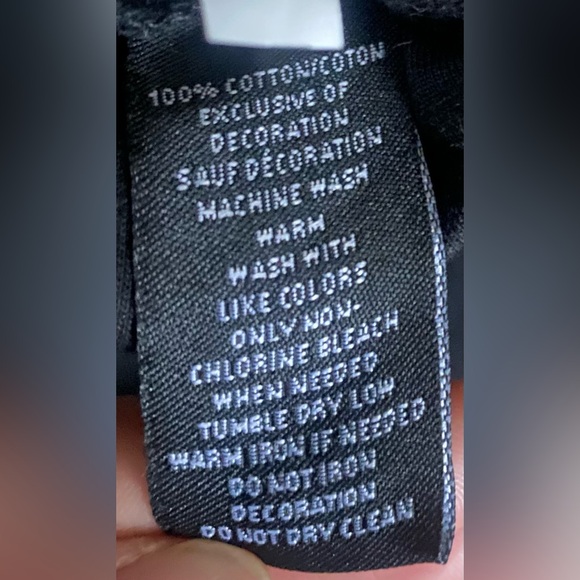 100% COTTON/COTON
EXCLUSIVE OF
DECORATION
SAUF DÉCORATION
MACHINE WASH
WARM
WASH WITH
LIKE COLORS
ONLY NON-
CHLORINE BLEACH
WHEN NEEDED
TUMBLE DRY LOW
WARM IRON IF NEEDED
DO NOT IRON
DECORATION
DO NOT DRY CLEAN